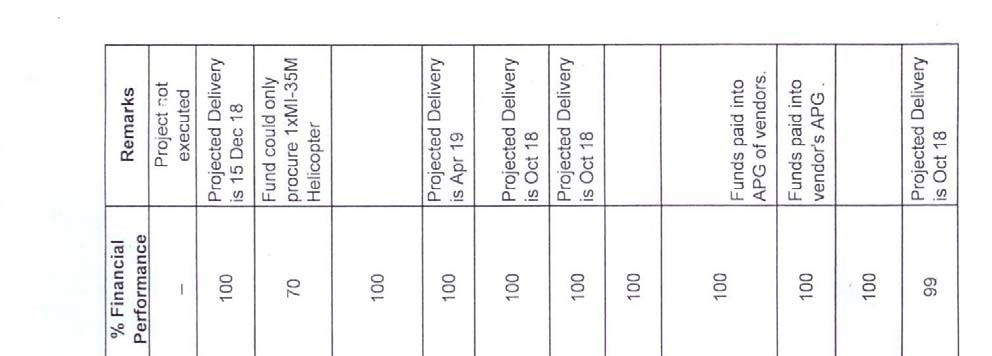 % Financial
Performance
Remarks
–
Project not
executed
100
Projected Delivery
is 15 Dec 18
70
Fund could only
procure 1xMI-35M
Helicopter
100
100
Projected Delivery
is Apr 19
100
Projected Delivery
is Oct 18
100
Projected Delivery
is Oct 18
100
100
Funds paid into
APG of vendors.
100
Funds paid into
vendor's APG .
100
99
Projected Delivery
is Oct 18